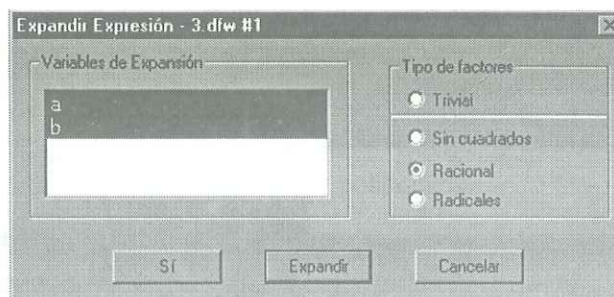 Expandir Expresión - 3.dfw #1
Variables de Expansión
a
b
Tipo de factores
Trivial
Sin cuadrados
Racional
Radicales
Sí
Expandir
Cancelar